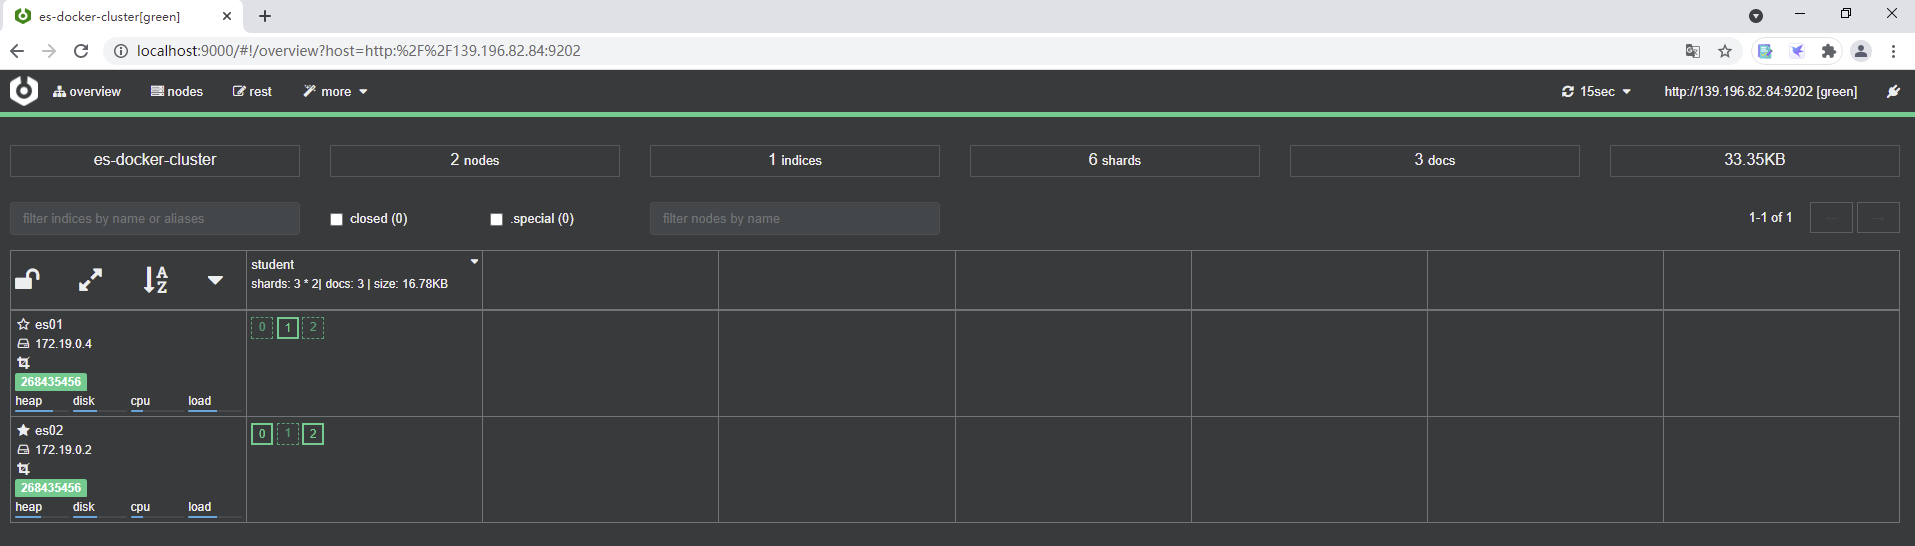 es-docker-cluster[green]
localhost:9000/#!/overview?host=http:%2F%2F139.196.82.84:9202
overview nodes rest more 15sec http://139.196.82.84:9202 [green]
es-docker-cluster 2 nodes 1 indices 6 shards 3 docs 33.35KB
filter indices by name or aliases closed (0) .special (0) filter nodes by name 1-1 of 1
student
shards: 3 * 2| docs: 3 | size: 16.78KB
es01 0 1 2
172.19.0.4
268435456
heap disk cpu load
es02 0 1 2
172.19.0.2
268435456
heap disk cpu load